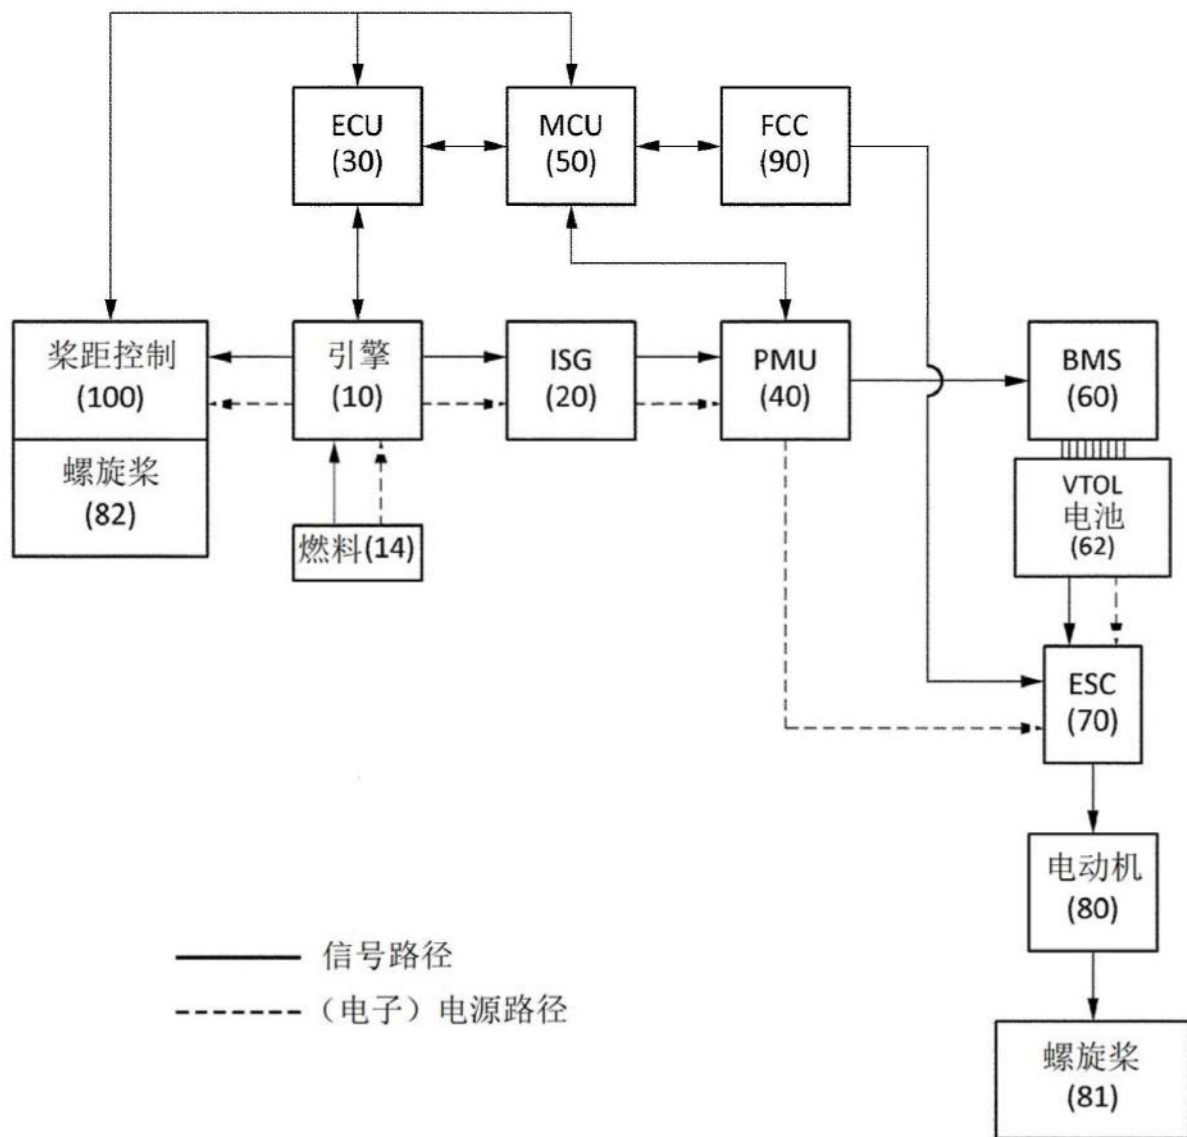 ECU
(30)
MCU
(50)
FCC
(90)
桨距控制
(100)
引擎
(10)
ISG
(20)
PMU
(40)
BMS
(60)
螺旋桨
(82)
燃料(14)
VTOL
电池
(62)
ESC
(70)
电动机
(80)
信号路径
（电子）电源路径
螺旋桨
(81)